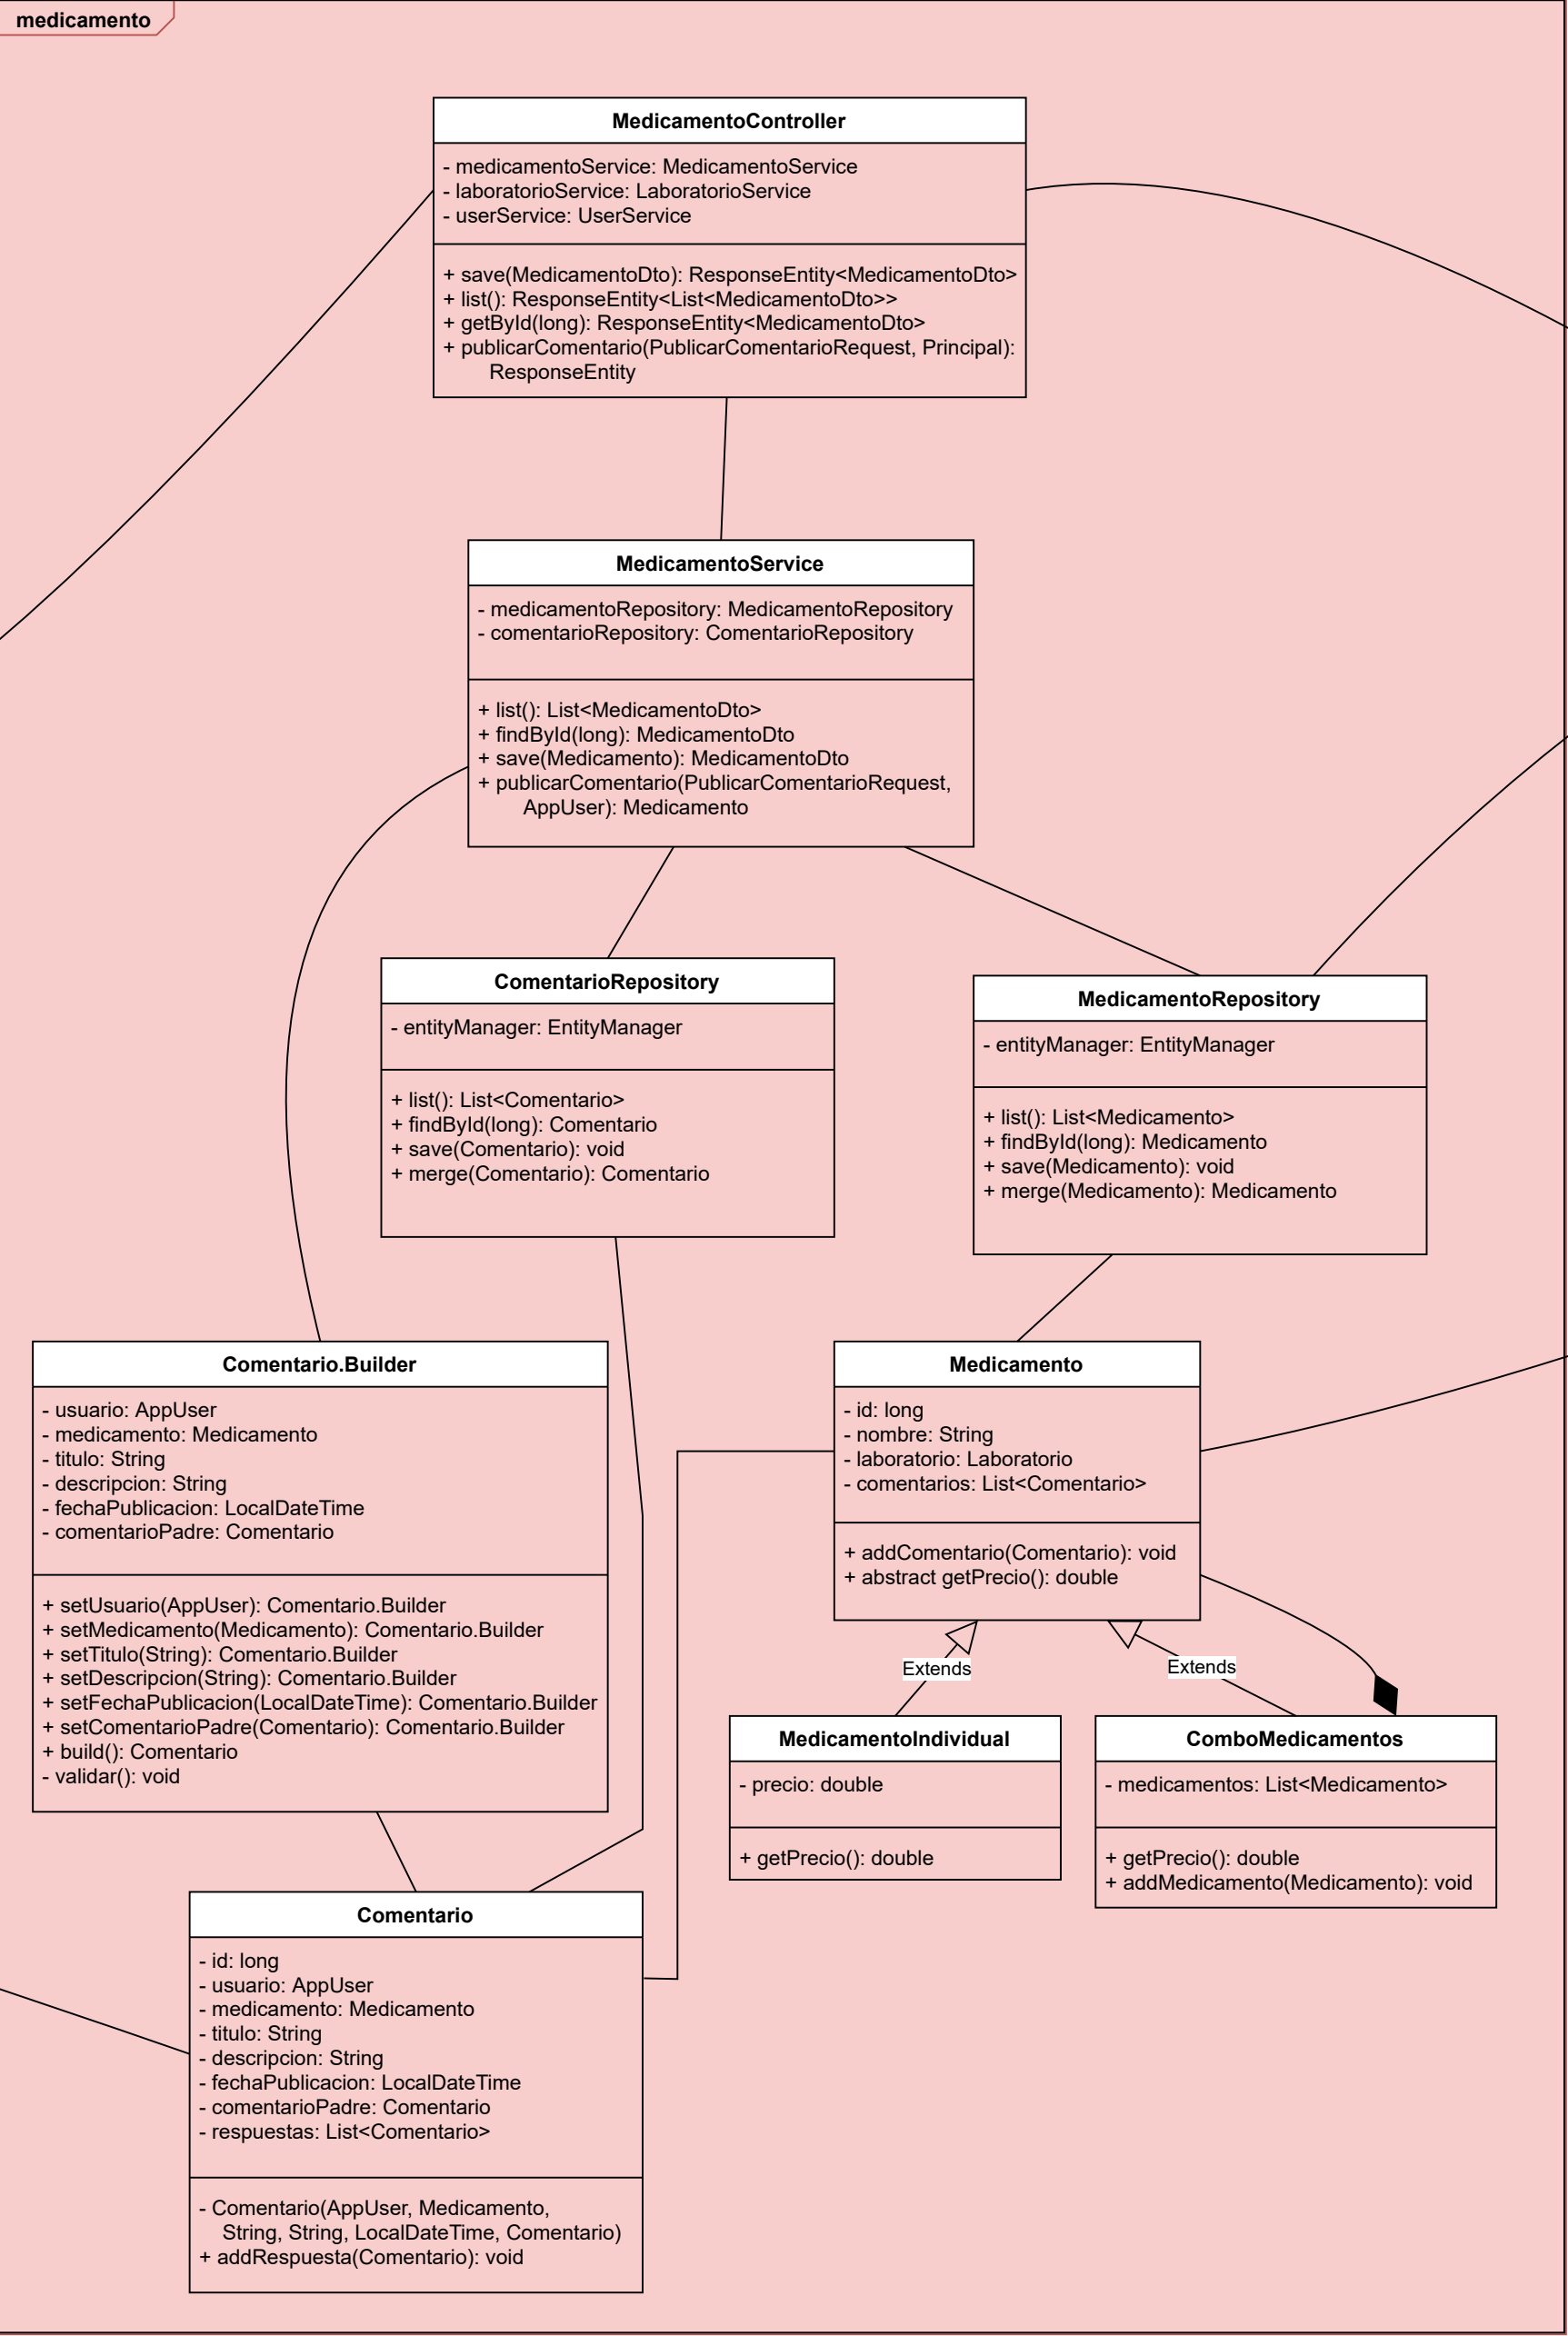 medicamento
MedicamentoController
- medicamentoService: MedicamentoService
- laboratorioService: LaboratorioService
- userService: UserService
+ save(MedicamentoDto): ResponseEntity<MedicamentoDto>
+ list(): ResponseEntity<List<MedicamentoDto>>
+ getById(long): ResponseEntity<MedicamentoDto>
+ publicarComentario(PublicarComentarioRequest, Principal):
ResponseEntity
MedicamentoService
- medicamentoRepository: MedicamentoRepository
- comentarioRepository: ComentarioRepository
+ list(): List<MedicamentoDto>
+ findById(long): MedicamentoDto
+ save(Medicamento): MedicamentoDto
+ publicarComentario(PublicarComentarioRequest,
AppUser): Medicamento
ComentarioRepository
- entityManager: EntityManager
+ list(): List<Comentario>
+ findById(long): Comentario
+ save(Comentario): void
+ merge(Comentario): Comentario
MedicamentoRepository
- entityManager: EntityManager
+ list(): List<Medicamento>
+ findById(long): Medicamento
+ save(Medicamento): void
+ merge(Medicamento): Medicamento
Comentario.Builder
- usuario: AppUser
- medicamento: Medicamento
- titulo: String
- descripcion: String
- fechaPublicacion: LocalDateTime
- comentarioPadre: Comentario
+ setUsuario(AppUser): Comentario.Builder
+ setMedicamento(Medicamento): Comentario.Builder
+ setTitulo(String): Comentario.Builder
+ setDescripcion(String): Comentario.Builder
+ setFechaPublicacion(LocalDateTime): Comentario.Builder
+ setComentarioPadre(Comentario): Comentario.Builder
+ build(): Comentario
- validar(): void
Medicamento
- id: long
- nombre: String
- laboratorio: Laboratorio
- comentarios: List<Comentario>
+ addComentario(Comentario): void
+ abstract getPrecio(): double
Extends
Extends
MedicamentoIndividual
- precio: double
+ getPrecio(): double
ComboMedicamentos
- medicamentos: List<Medicamento>
+ getPrecio(): double
+ addMedicamento(Medicamento): void
Comentario
- id: long
- usuario: AppUser
- medicamento: Medicamento
- titulo: String
- descripcion: String
- fechaPublicacion: LocalDateTime
- comentarioPadre: Comentario
- respuestas: List<Comentario>
- Comentario(AppUser, Medicamento,
String, String, LocalDateTime, Comentario)
+ addRespuesta(Comentario): void